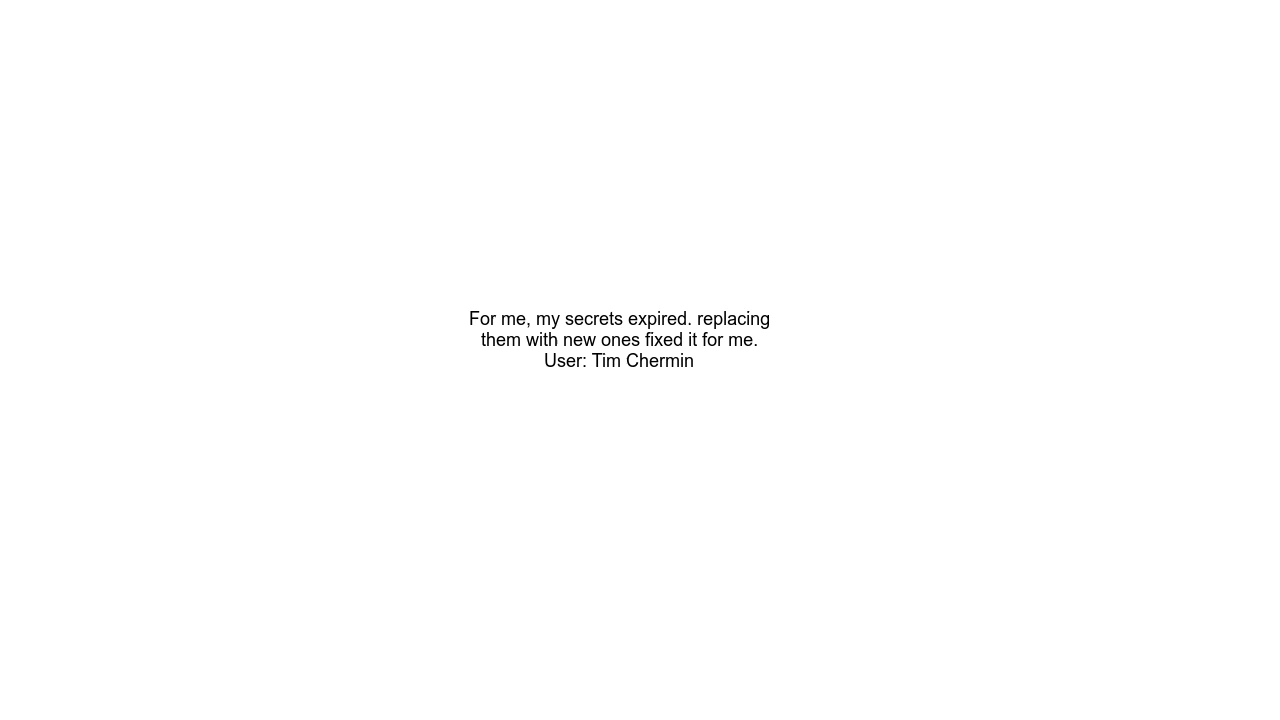 For me, my secrets expired. replacing
them with new ones fixed it for me.
User: Tim Chermin